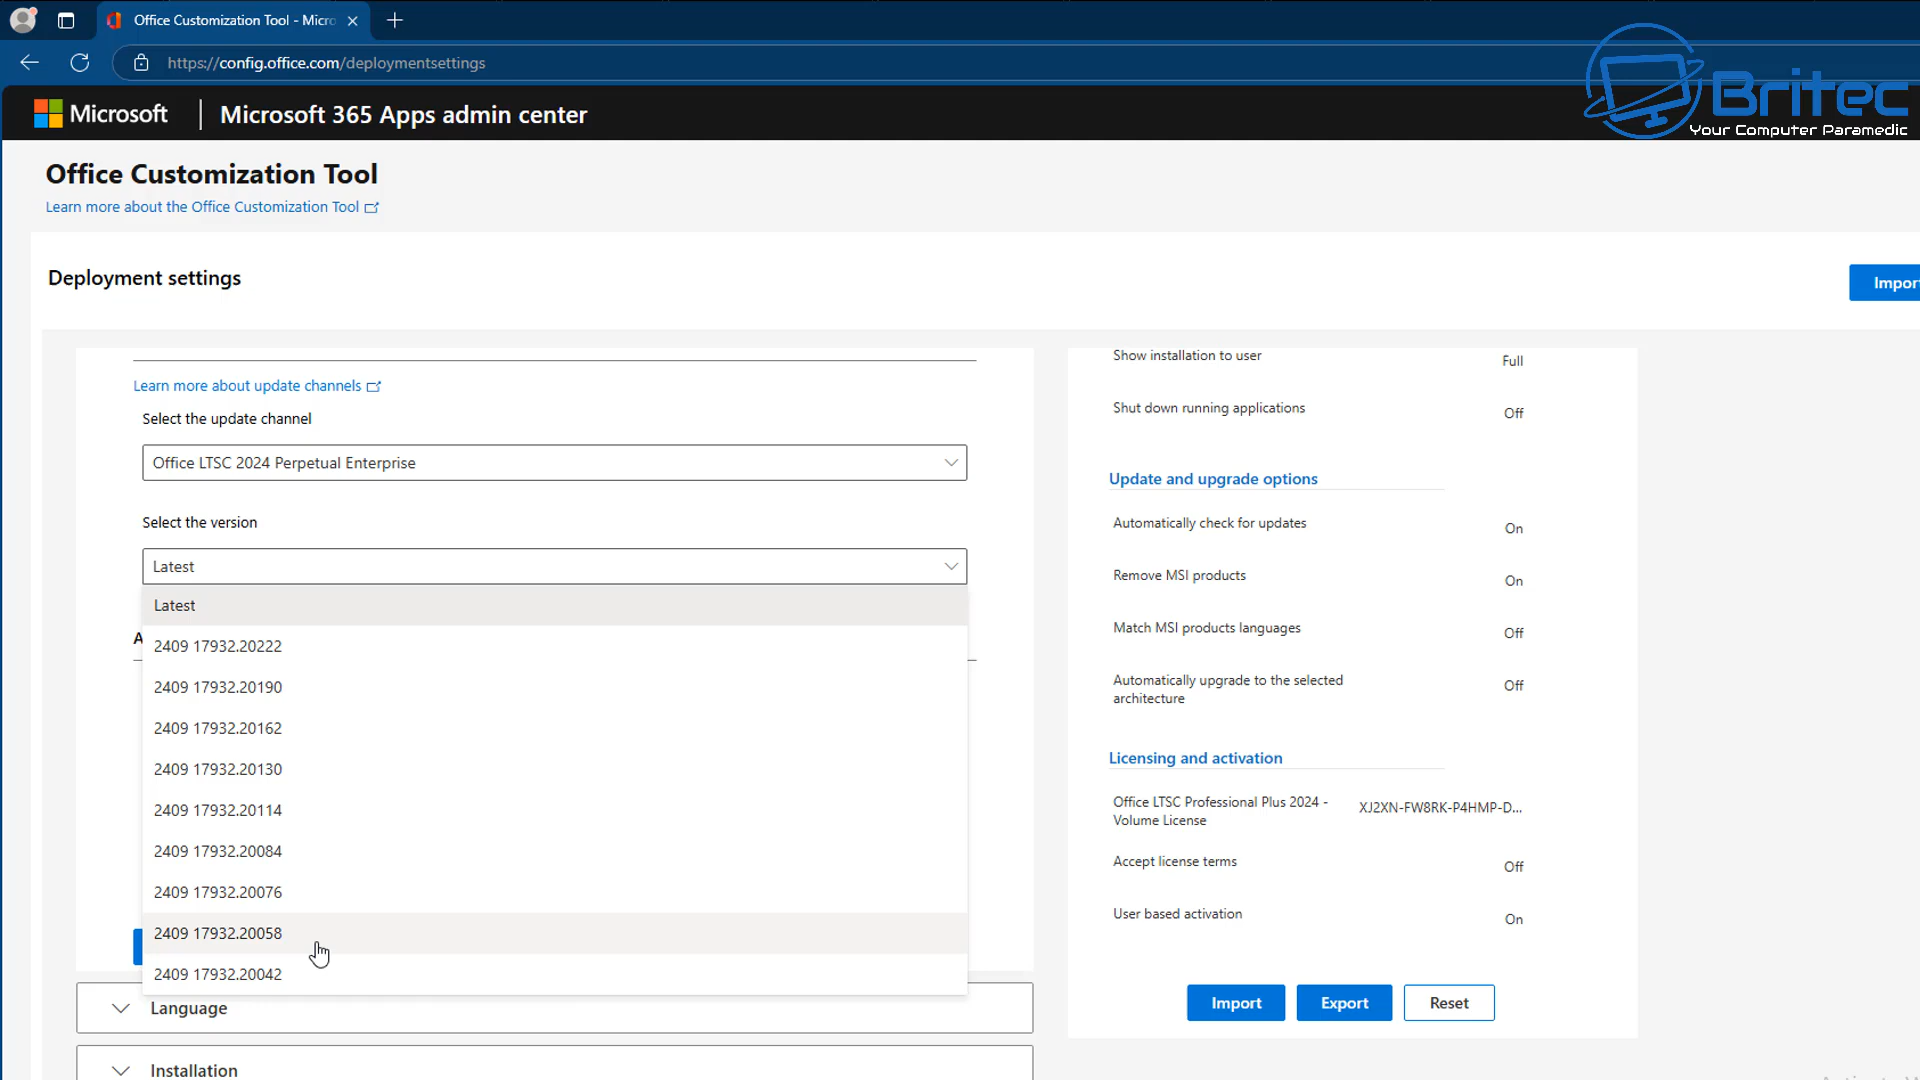 Office Customization Tool - Micro
https://config.office.com/deploymentsettings
Britec
Your Computer Paramedic
Microsoft
Microsoft 365 Apps admin center
Office Customization Tool
Learn more about the Office Customization Tool
Deployment settings
Impor
Learn more about update channels
Select the update channel
Office LTSC 2024 Perpetual Enterprise
Select the version
Latest
Latest
2409 17932.20222
2409 17932.20190
2409 17932.20162
2409 17932.20130
2409 17932.20114
2409 17932.20084
2409 17932.20076
2409 17932.20058
2409 17932.20042
Language
Installation
Show installation to user Full
Shut down running applications Off
Update and upgrade options
Automatically check for updates On
Remove MSI products On
Match MSI products languages Off
Automatically upgrade to the selected
architecture Off
Licensing and activation
Office LTSC Professional Plus 2024 - XJ2XN-FW8RK-P4HMP-D...
Volume License
Accept license terms Off
User based activation On
Import Export Reset